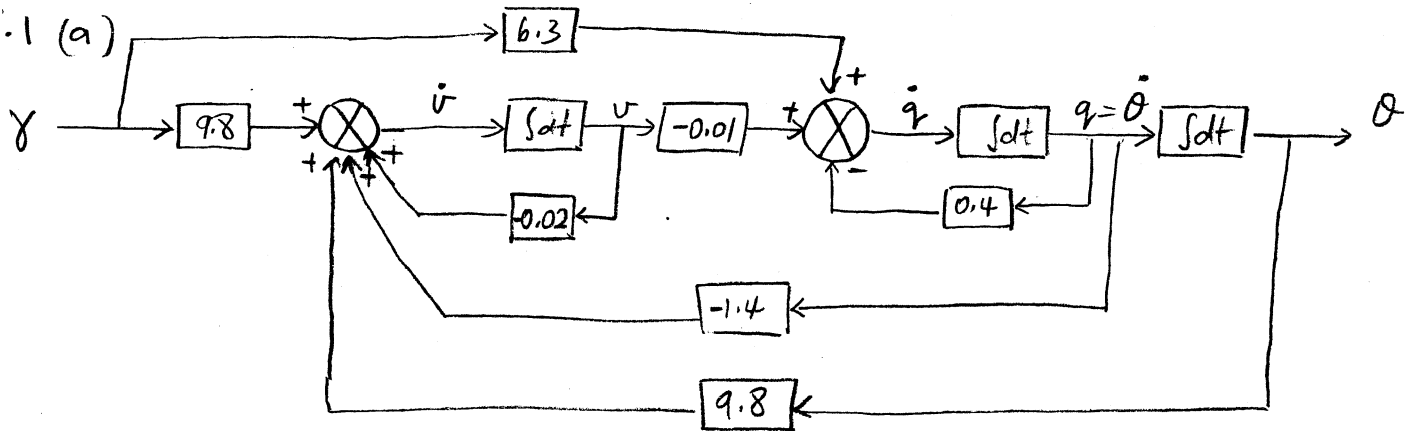 .1 (a)
6.3
+
γ 9.8 + v̇ ∫dt v -0.01 + q̇ ∫dt q=θ̇ ∫dt θ
+ + + -
-0.02 0.4
-1.4
9.8